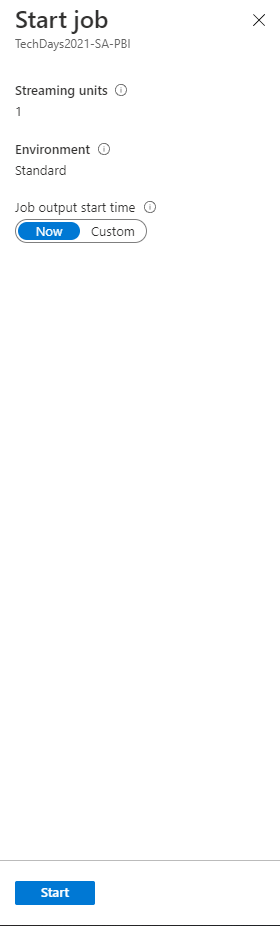 Start job
TechDays2021-SA-PBI
Streaming units
1
Environment
Standard
Job output start time
Now Custom
Start